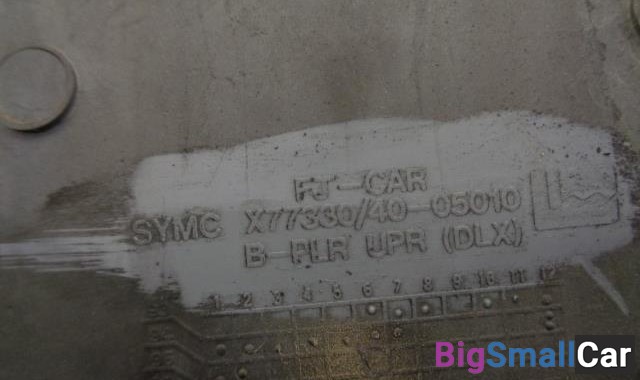 FJ-CAR
SYMC X77330/40-05010
B-PLR UPR (DLX)
1 2 3 4 5 6 7 8 9 10 11 12
BigSmallCar